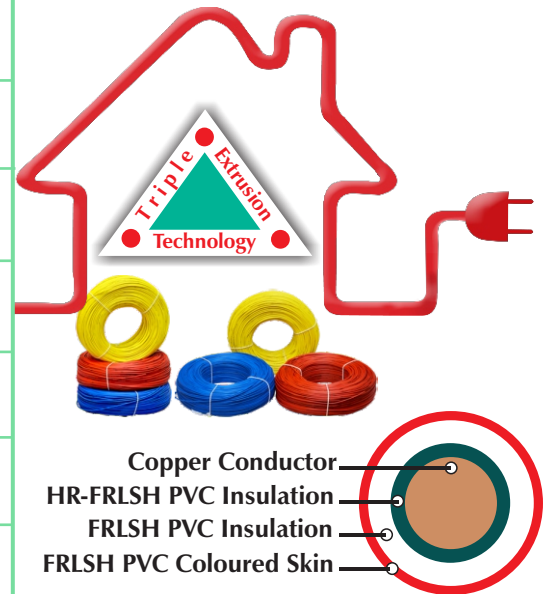 Triple
Extrusion
Technology
Copper Conductor
HR-FRLSH PVC Insulation
FRLSH PVC Insulation
FRLSH PVC Coloured Skin